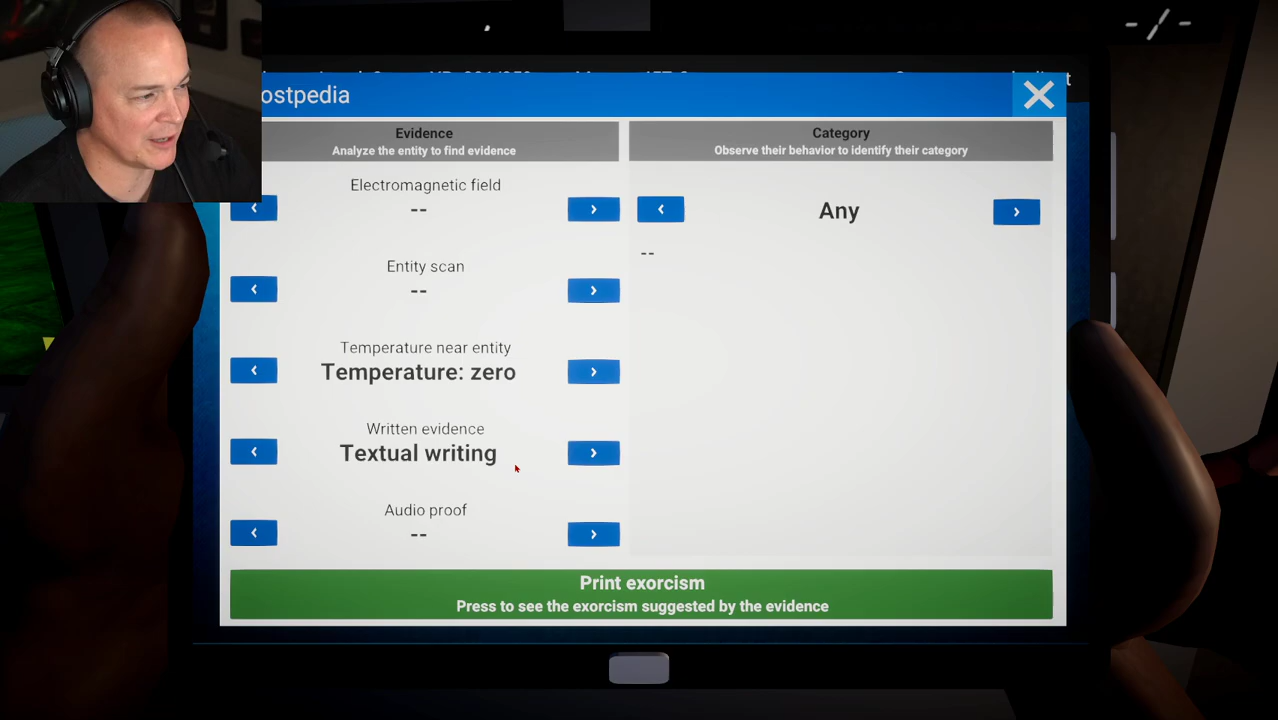 ostpedia
Evidence
Analyze the entity to find evidence
Category
Observe their behavior to identify their category
Electromagnetic field
--
Any
--
Entity scan
--
Temperature near entity
Temperature: zero
Written evidence
Textual writing
Audio proof
--
Print exorcism
Press to see the exorcism suggested by the evidence
-/-